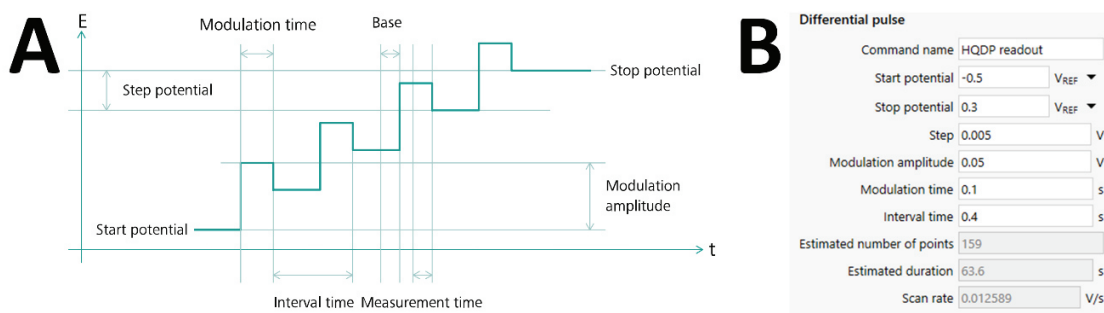 A
E
Modulation time
Base
Step potential
Stop potential
Modulation
amplitude
Start potential
t
Interval time
Measurement time
B
Differential pulse
Command name HQDP readout
Start potential -0.5 VREF
Stop potential 0.3 VREF
Step 0.005 V
Modulation amplitude 0.05 V
Modulation time 0.1 s
Interval time 0.4 s
Estimated number of points 159
Estimated duration 63.6 s
Scan rate 0.012589 V/s